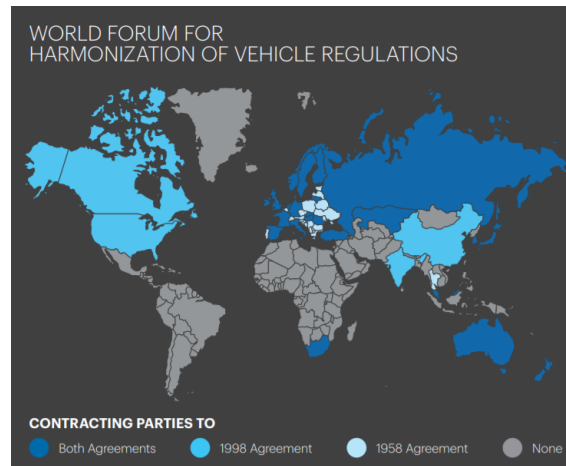 WORLD FORUM FOR
HARMONIZATION OF VEHICLE REGULATIONS
CONTRACTING PARTIES TO
Both Agreements
1998 Agreement
1958 Agreement
None